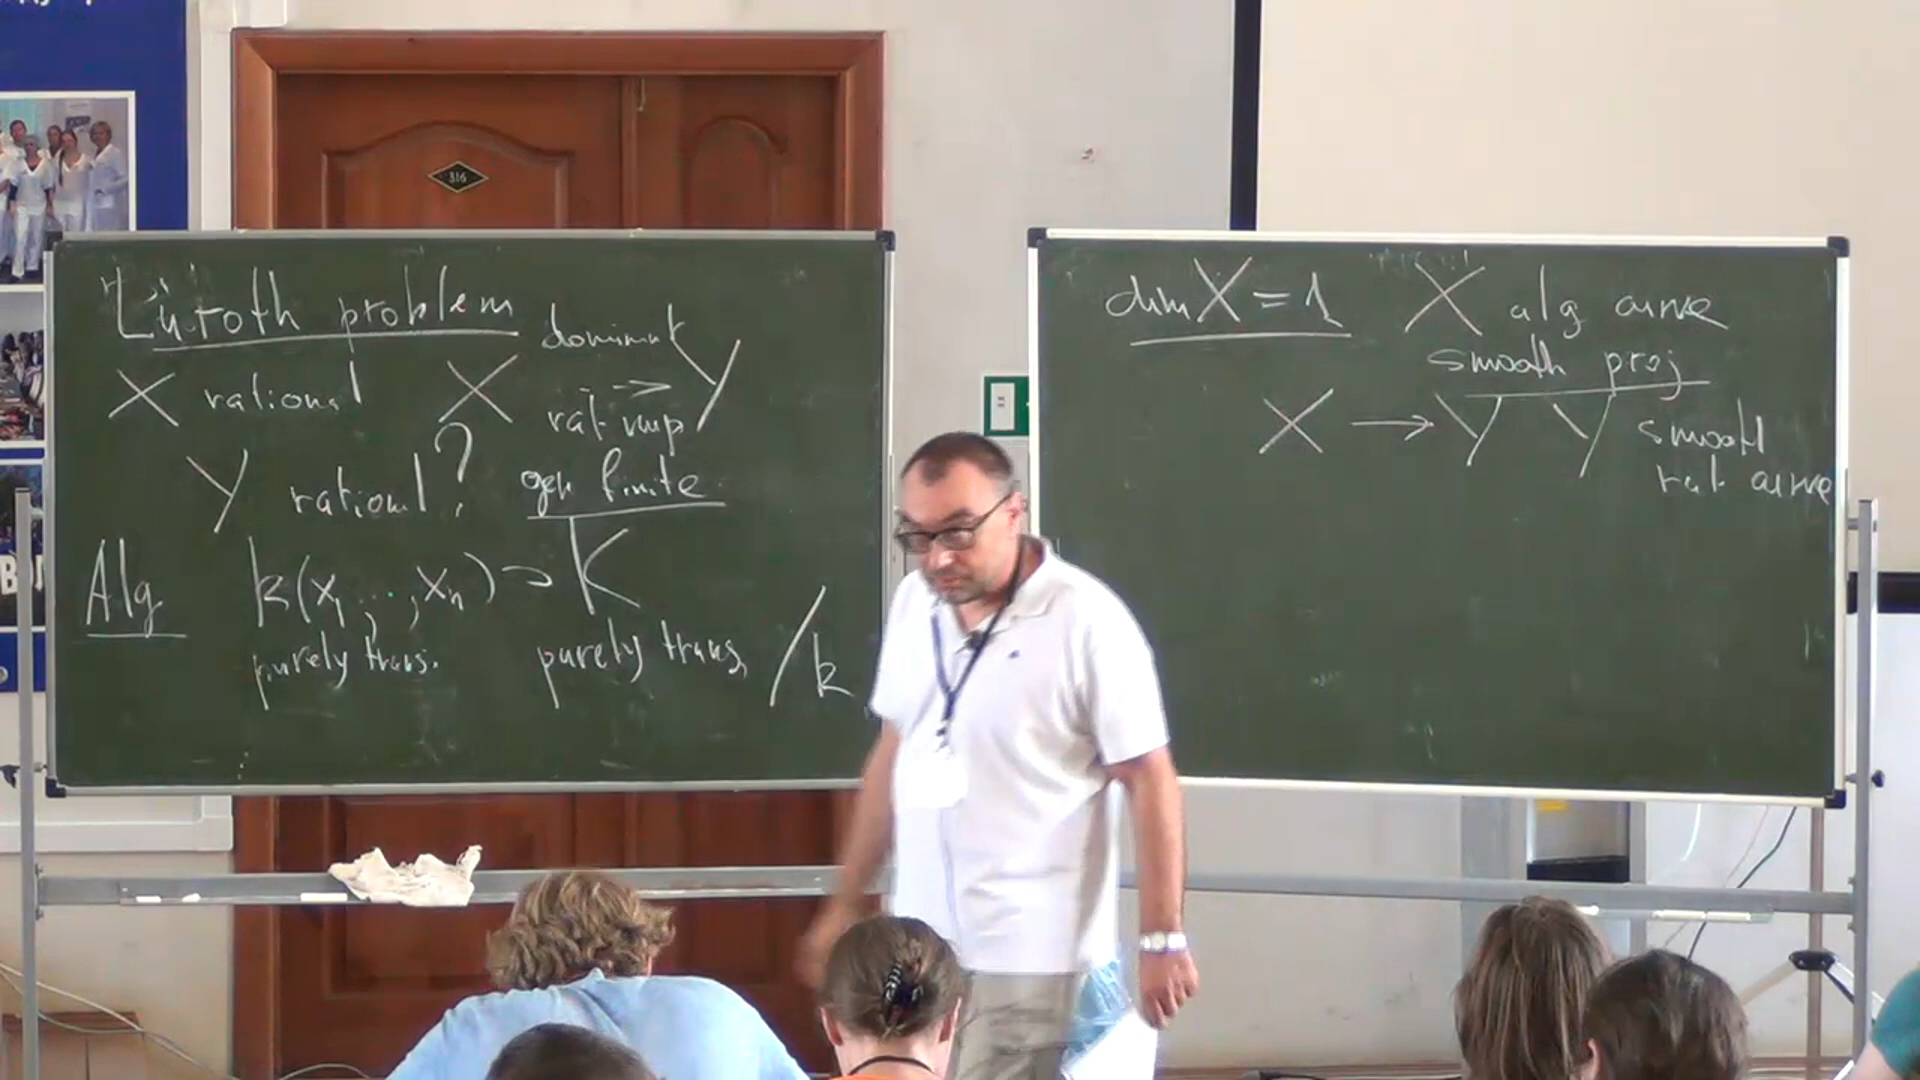 Lüroth problem
X rational X dominant rat. map Y
Y rational? gen finite
Alg k(x₁, ..., xₙ) ⊃ K
purely trans. purely trans. / k
dim X = 1 X alg curve
smooth proj
X → Y Y smooth
rat. curve
316